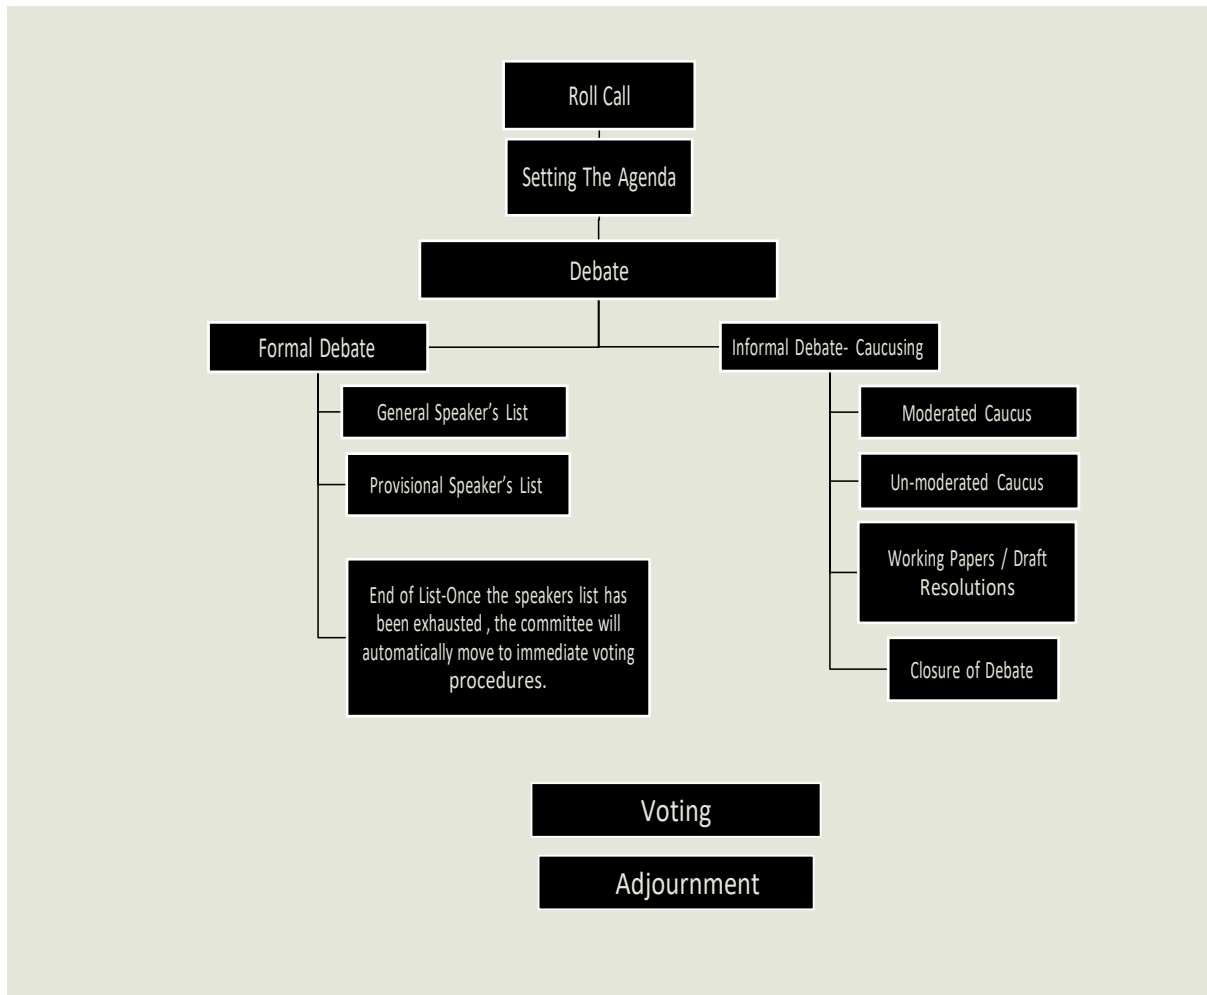 Roll Call
Setting The Agenda
Debate
Formal Debate
General Speaker’s List
Provisional Speaker’s List
End of List-Once the speakers list has
been exhausted , the committee will
automatically move to immediate voting
procedures.
Informal Debate- Caucusing
Moderated Caucus
Un-moderated Caucus
Working Papers / Draft
Resolutions
Closure of Debate
Voting
Adjournment